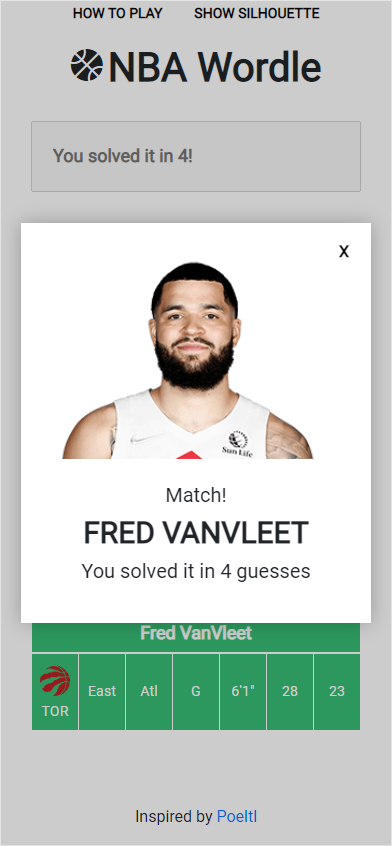 HOW TO PLAY SHOW SILHOUETTE
NBA Wordle
You solved it in 4!
X
Sun Life
Match!
FRED VANVLEET
You solved it in 4 guesses
Fred VanVleet
TOR East Atl G 6'1" 28 23
Inspired by Poeltl